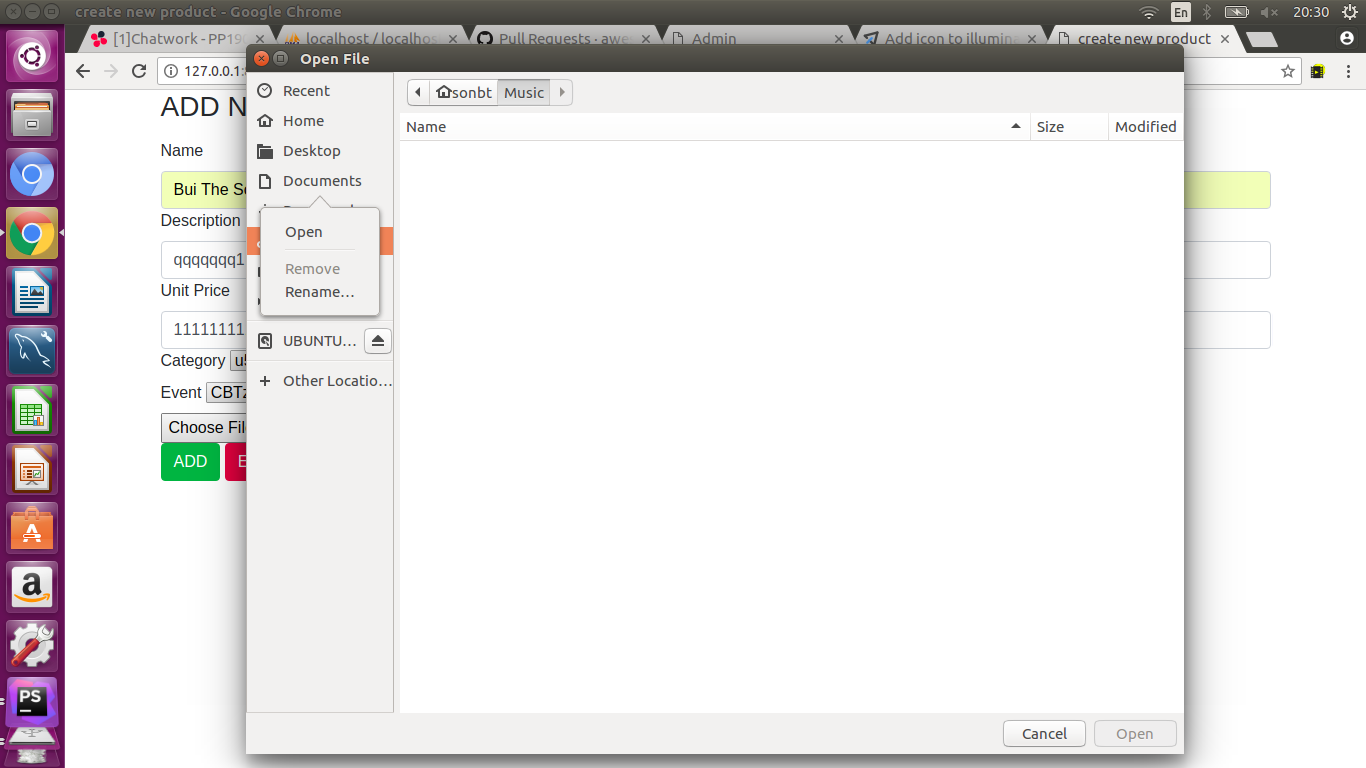 create new product - Google Chrome
En
20:30
[1]Chatwork - PP19
localhost / localhos
Pull Requests · awe
Admin
Add icon to illumina
create new product
127.0.0.1:
Open File
Recent
Home
Desktop
Documents
Open
Remove
Rename...
UBUNTU...
Other Locatio...
sonbt
Music
Name
Size
Modified
Cancel
Open
ADD N
Name
Bui The S
Description
qqqqqqq1
Unit Price
11111111
Category
Event CBTz
Choose Fil
ADD
PS